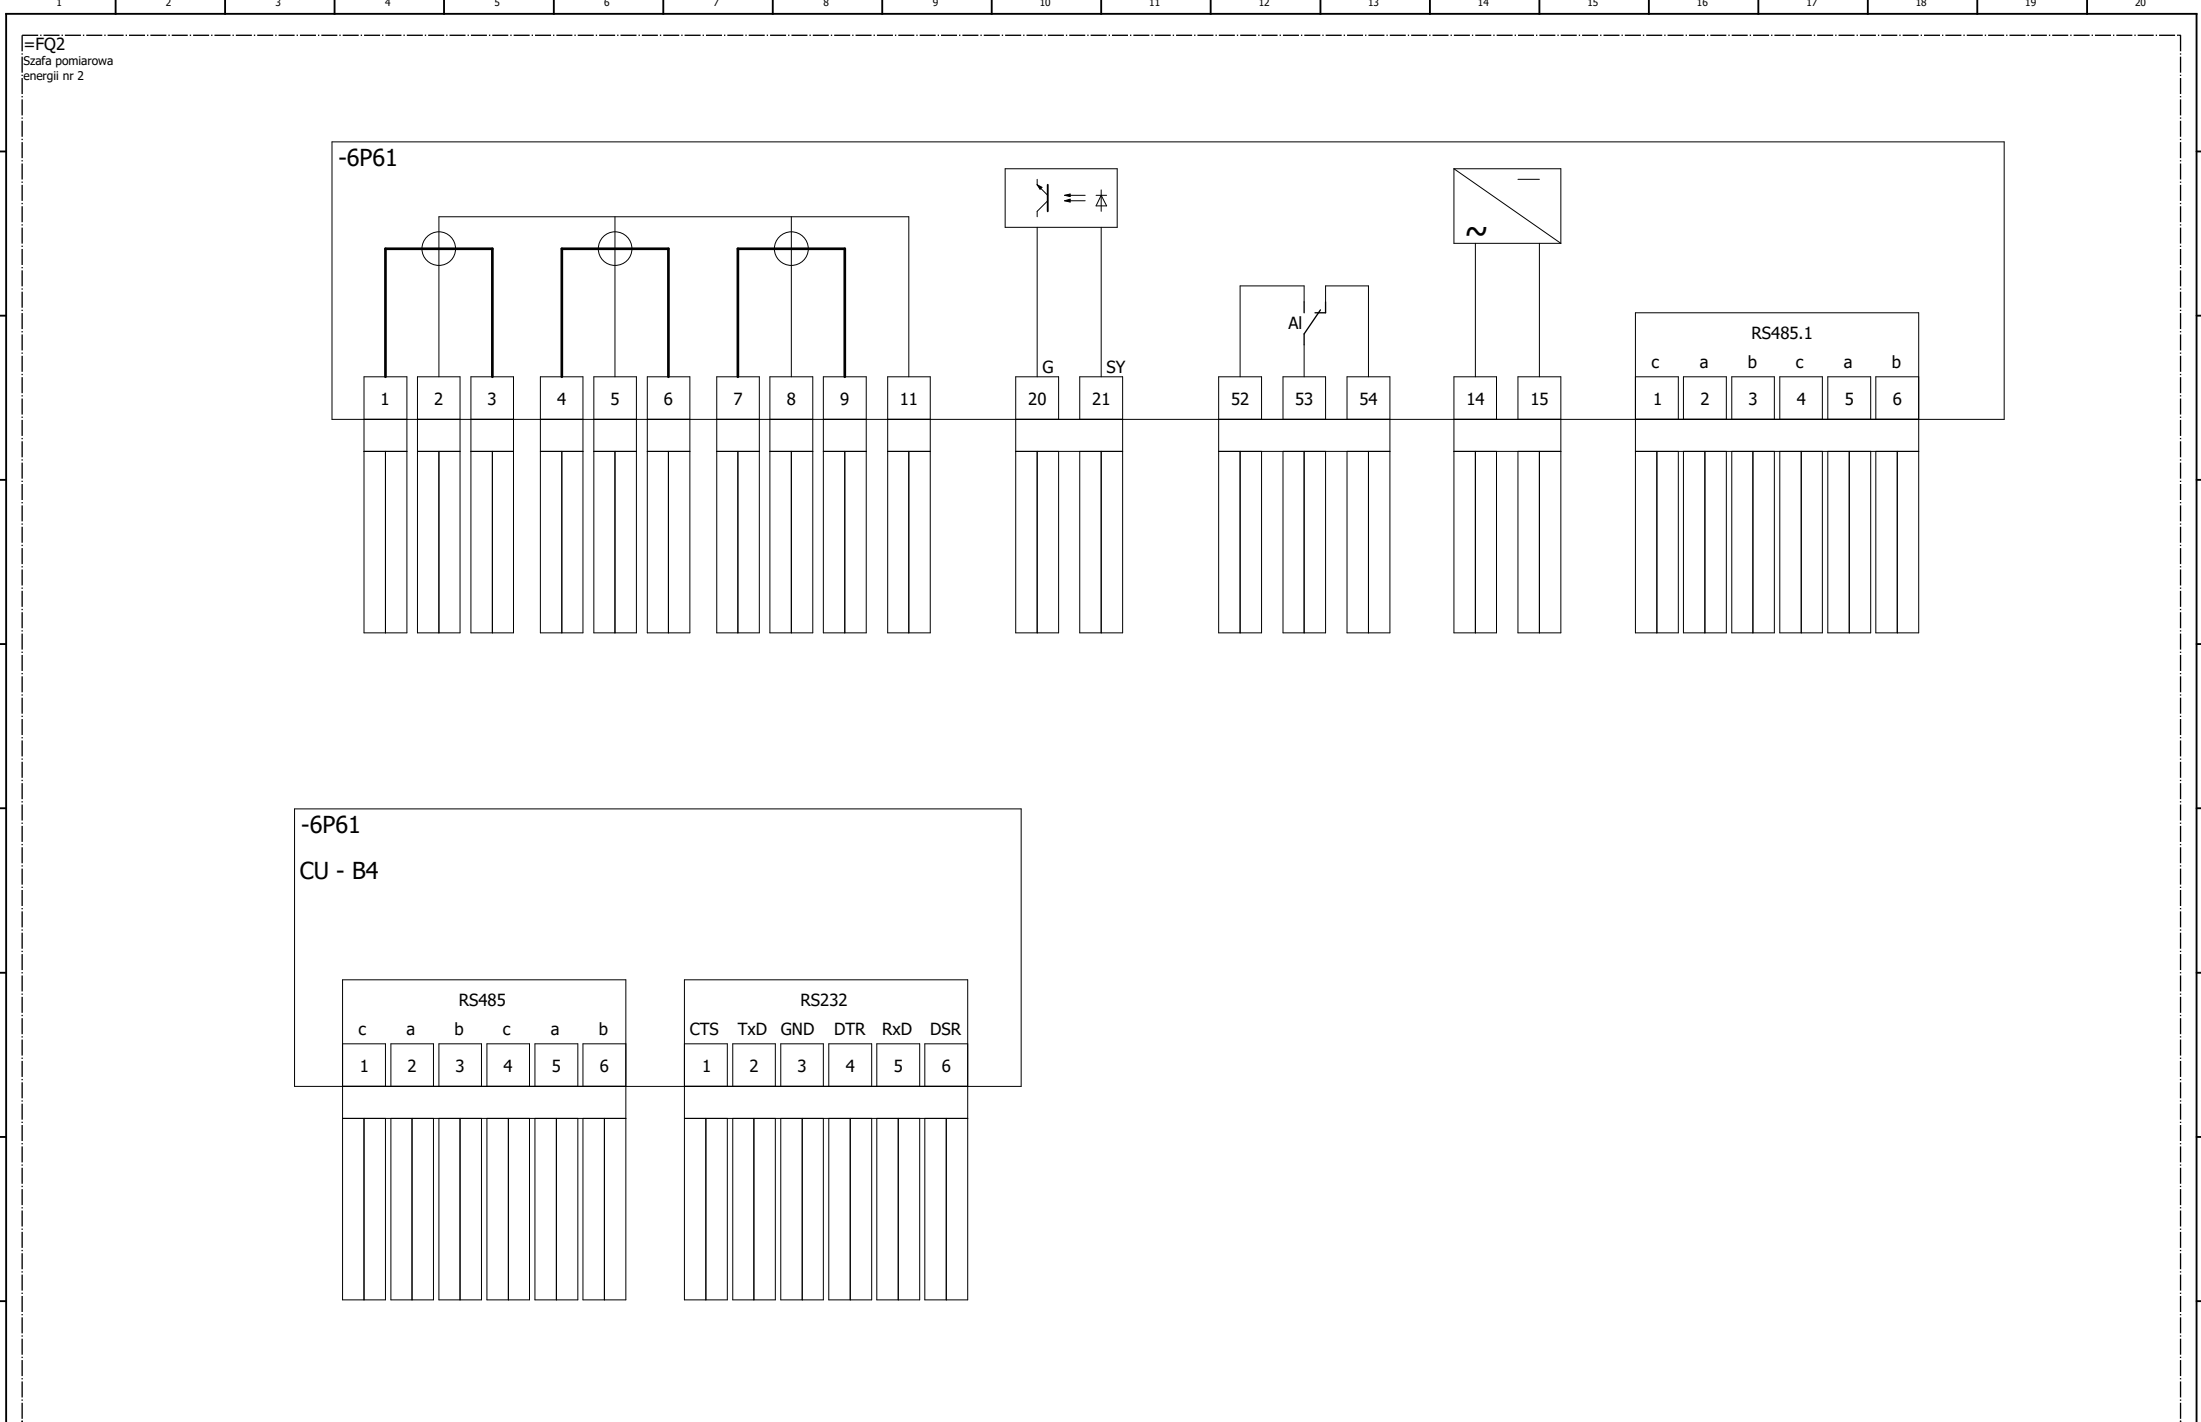 1 2 3 4 5 6 7 8 9 10 11 12 13 14 15 16 17 18 19 20
=FQ2
Szafa pomiarowa
energii nr 2
-6P61
~
Al
RS485.1
c a b c a b
G SY
1 2 3 4 5 6 7 8 9 11 20 21 52 53 54 14 15 1 2 3 4 5 6
-6P61
CU - B4
RS485 RS232
c a b c a b CTS TxD GND DTR RxD DSR
1 2 3 4 5 6 1 2 3 4 5 6